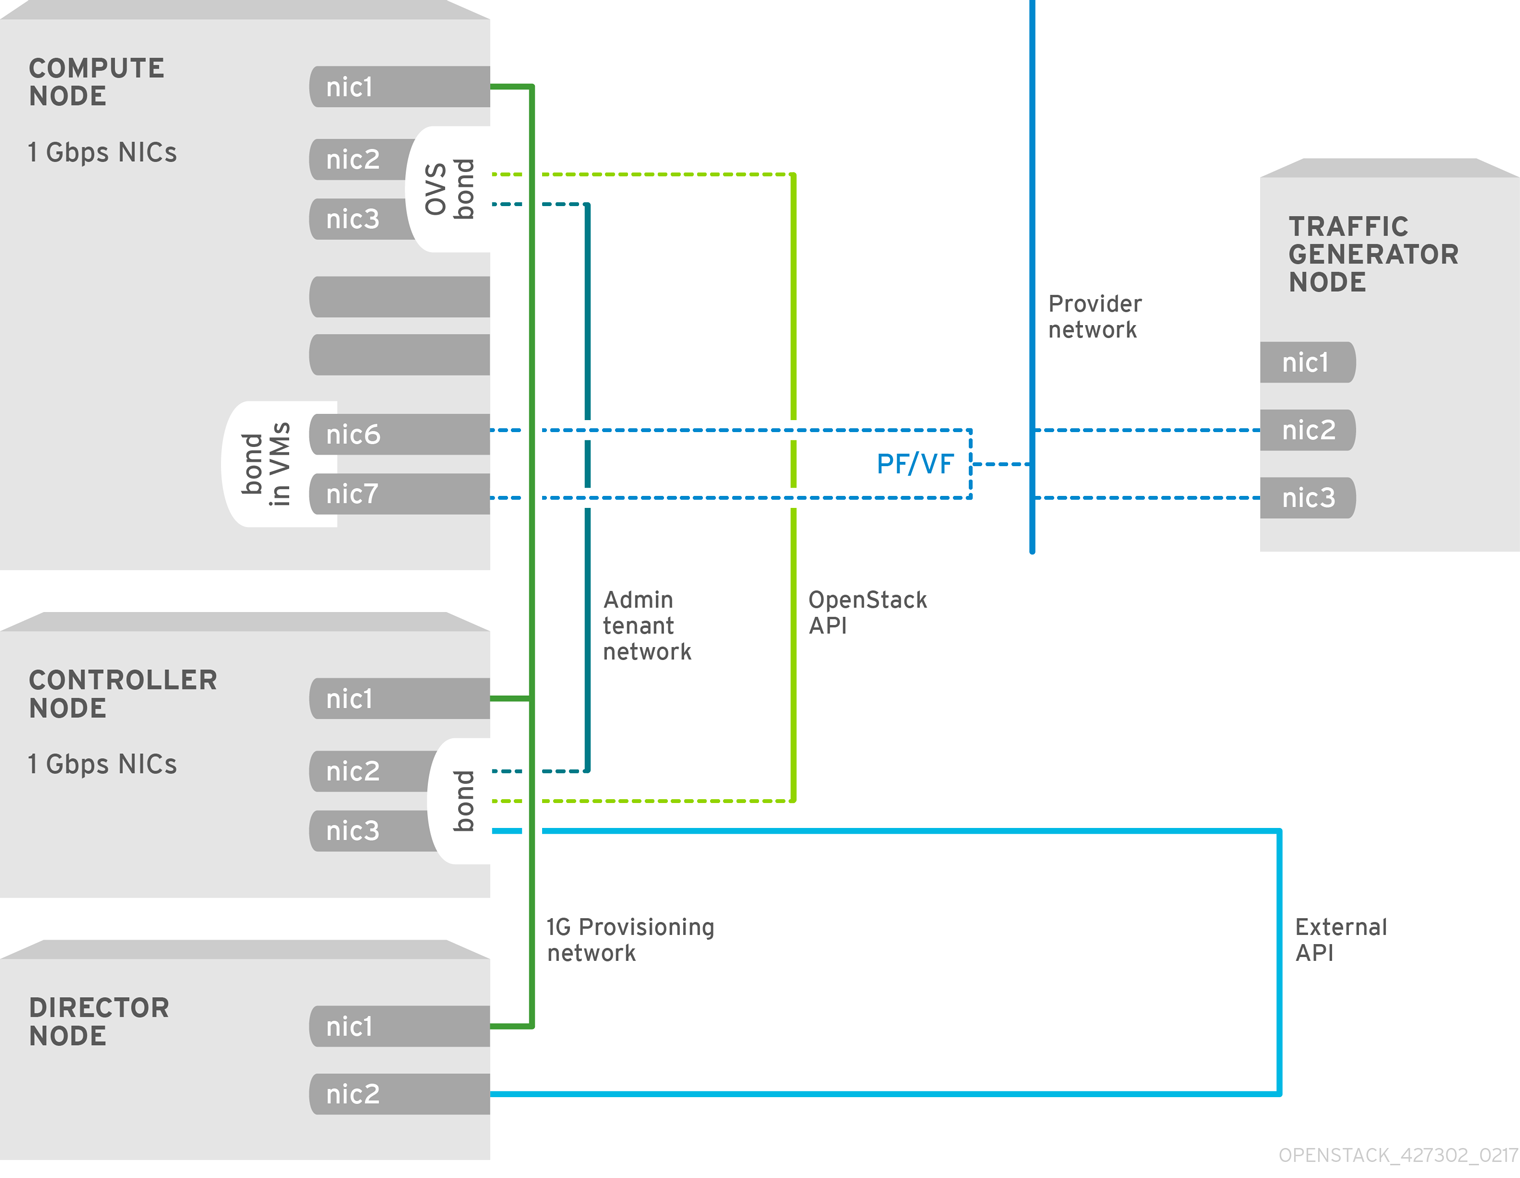 COMPUTE
NODE
1 Gbps NICs
nic1
nic2
nic3
OVS
bond
bond
in VMs
nic6
nic7
PF/VF
Provider
network
TRAFFIC
GENERATOR
NODE
nic1
nic2
nic3
Admin
tenant
network
OpenStack
API
CONTROLLER
NODE
1 Gbps NICs
nic1
nic2
nic3
bond
1G Provisioning
network
External
API
DIRECTOR
NODE
nic1
nic2
OPENSTACK_427302_0217